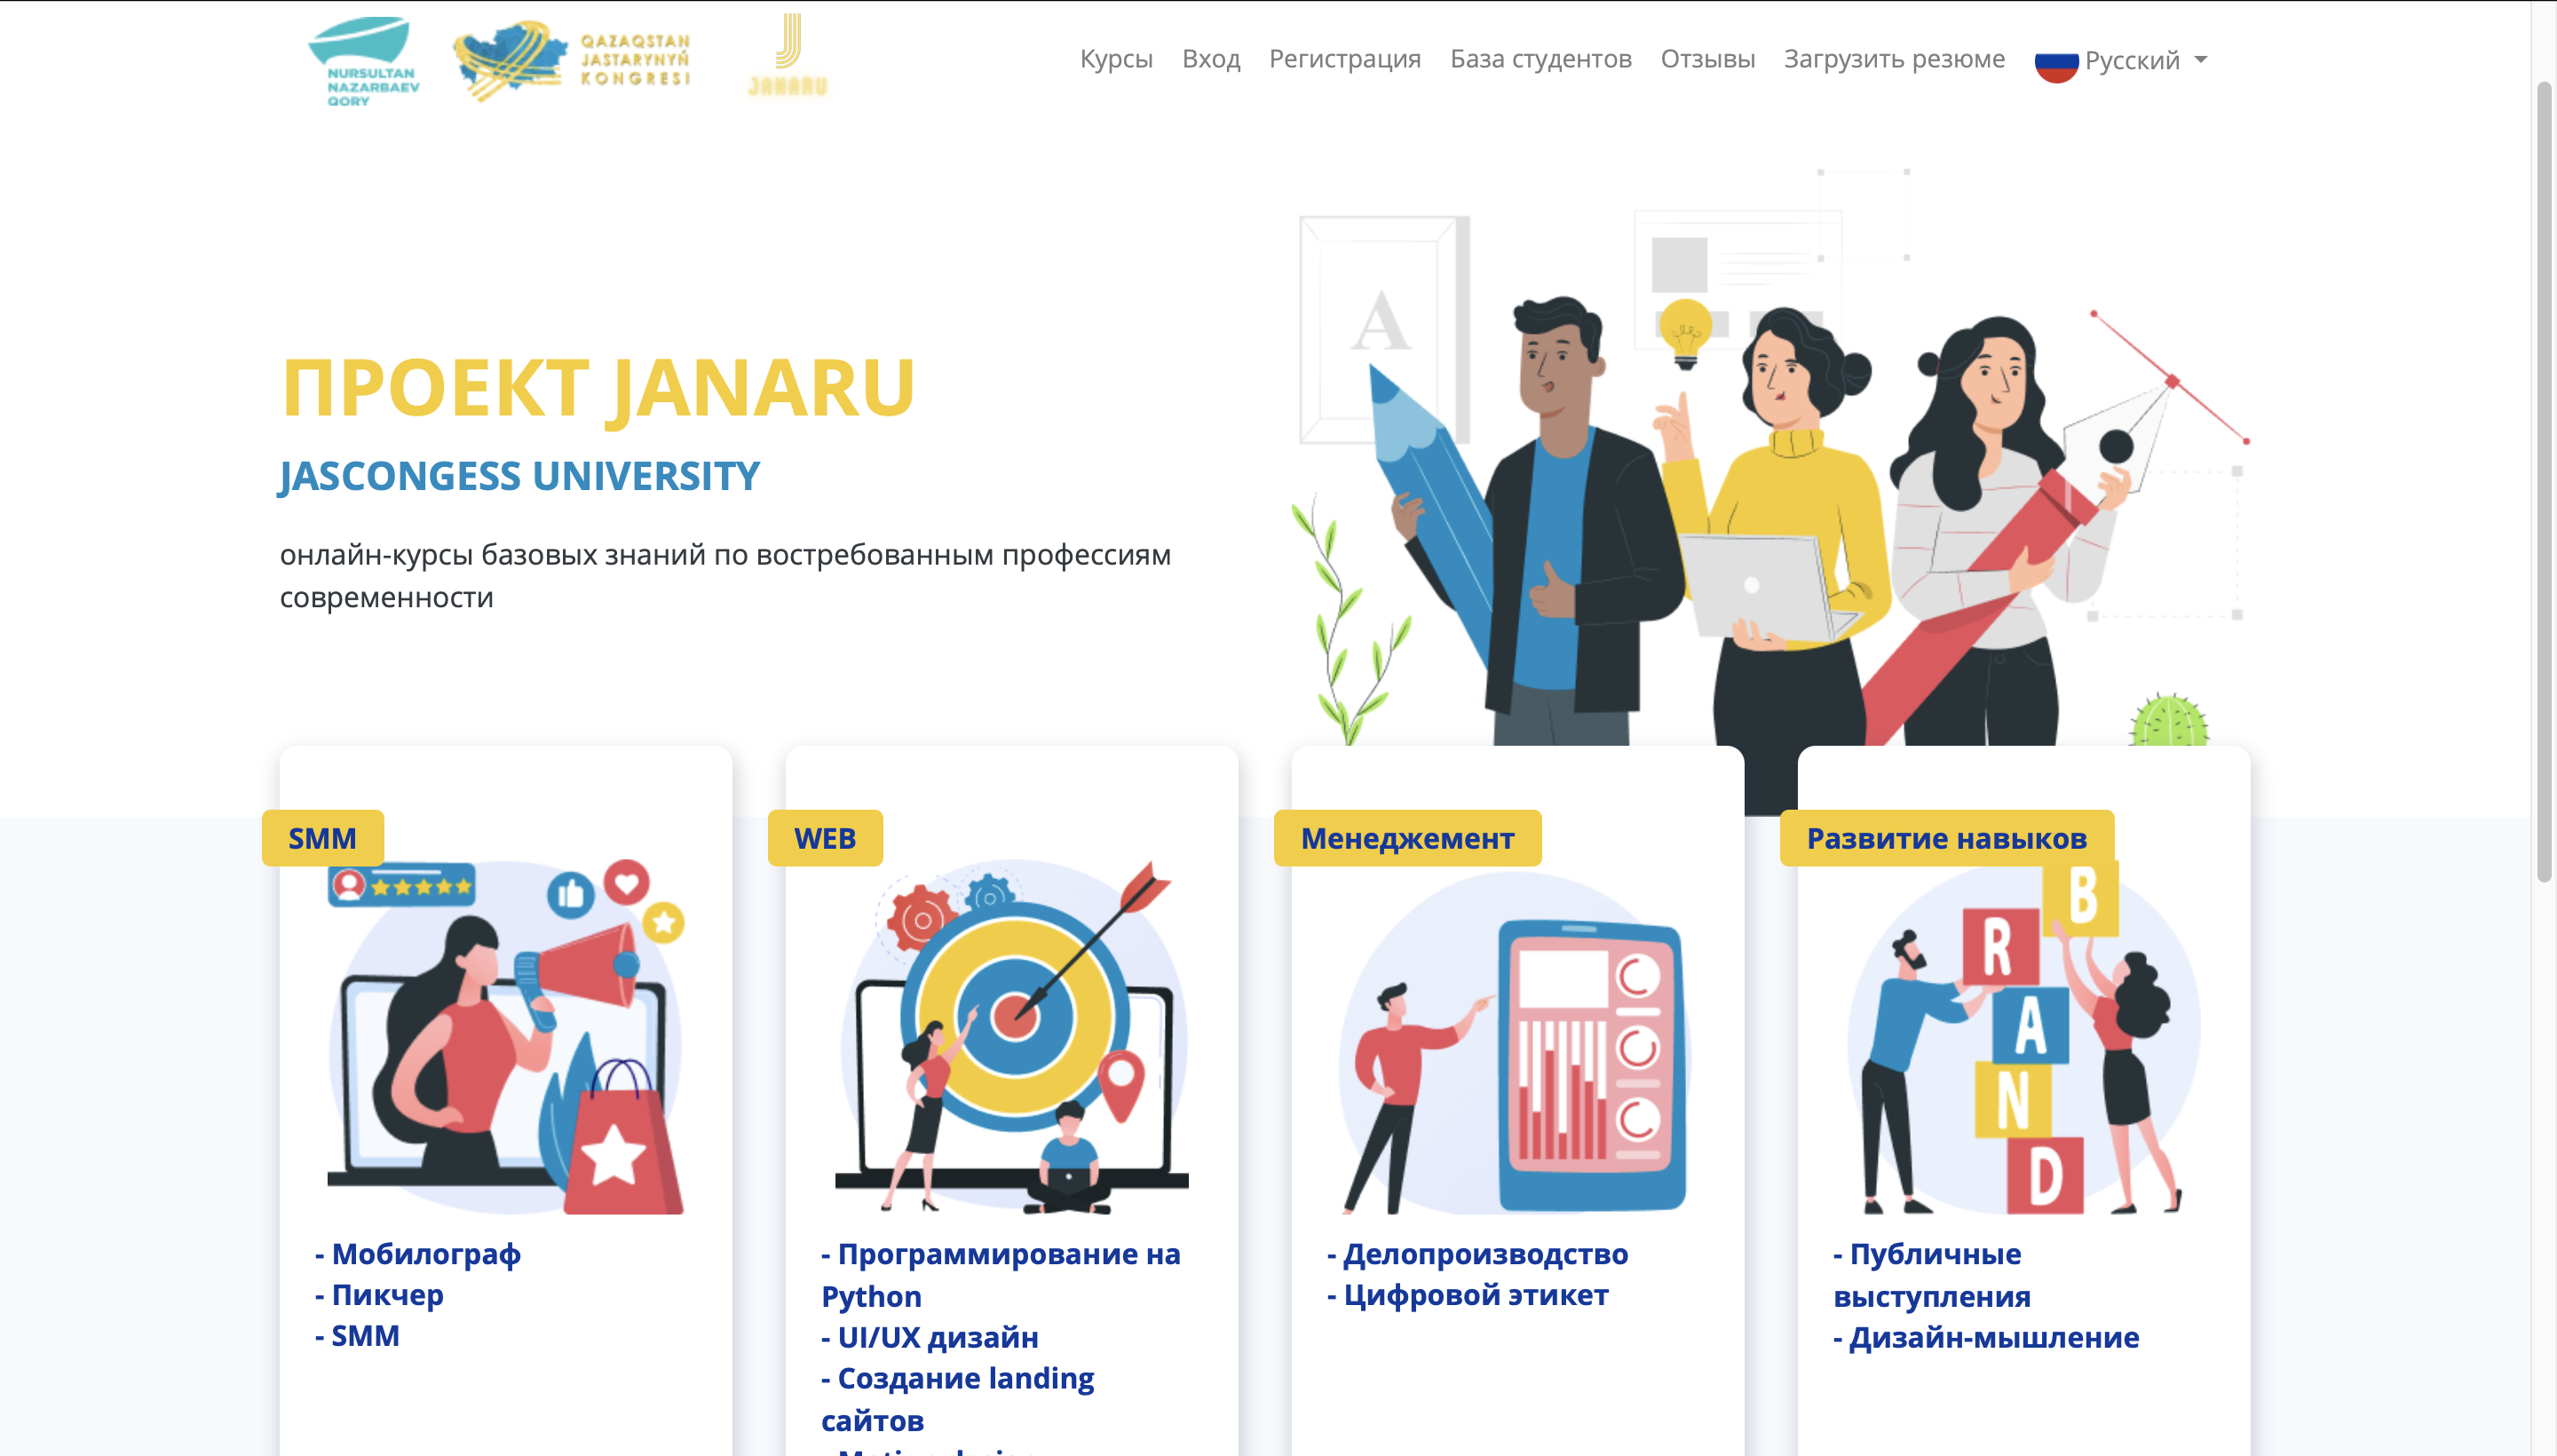 NURSULTAN
NAZARBAEV
QORY
QAZAQSTAN
JASTARYNYŃ
KONGRESI
JANARU
Курсы Вход Регистрация База студентов Отзывы Загрузить резюме Русский
A
ПРОЕКТ JANARU
JASCONGESS UNIVERSITY
онлайн-курсы базовых знаний по востребованным профессиям
современности
SMM
WEB
Менеджемент
Развитие навыков
B
R
A
N
D
- Мобилограф
- Пикчер
- SMM
- Программирование на
Python
- UI/UX дизайн
- Создание landing
сайтов
- Делопроизводство
- Цифровой этикет
- Публичные
выступления
- Дизайн-мышление